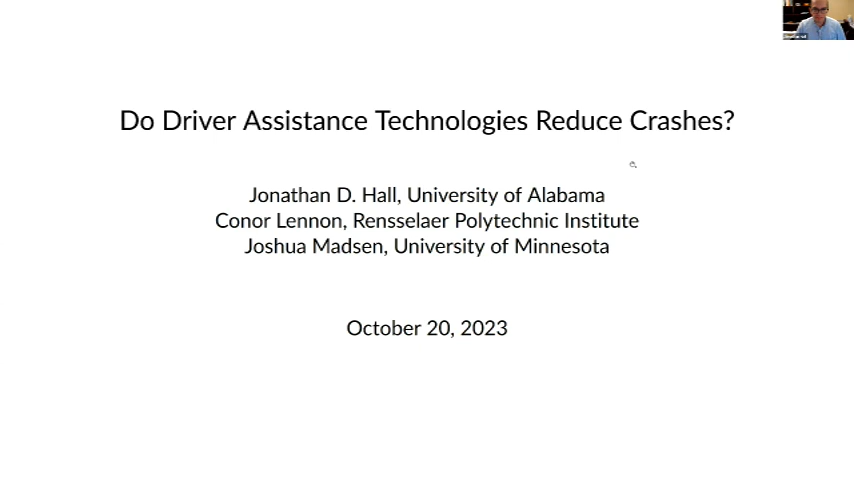 Do Driver Assistance Technologies Reduce Crashes?
Jonathan D. Hall, University of Alabama
Conor Lennon, Rensselaer Polytechnic Institute
Joshua Madsen, University of Minnesota
October 20, 2023